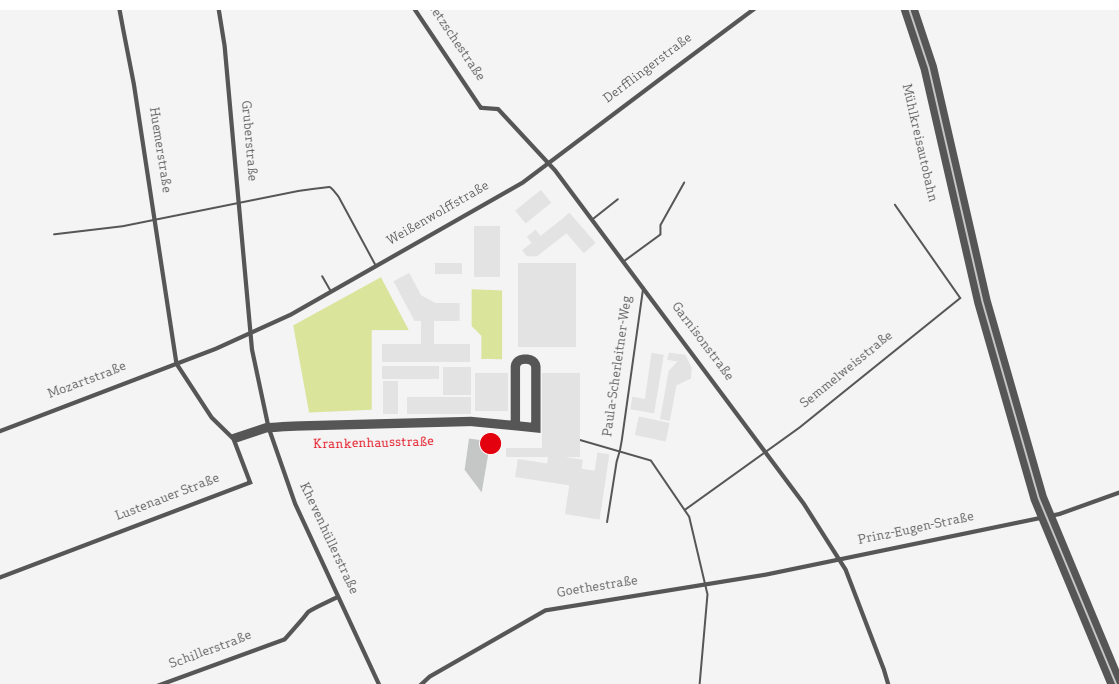 etzschestraße
Derfflingerstraße
Mühlkreisautobahn
Huemerstraße
Gruberstraße
Weißenwolffstraße
Paula-Scherleitner-Weg
Garnisonstraße
Semmelweisstraße
Mozartstraße
Krankenhausstraße
Lustenauer Straße
Khevenhüllerstraße
Prinz-Eugen-Straße
Goethestraße
Schillerstraße